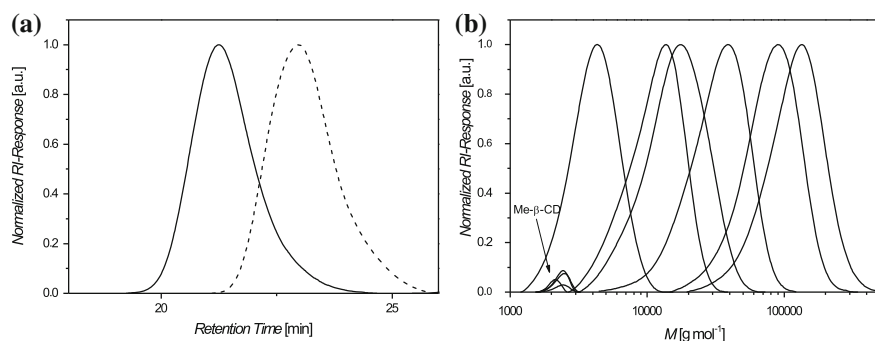 (a)
1.0
0.8
0.6
0.4
0.2
0.0
Normalized RI-Response [a.u.]
20
25
Retention Time [min]
(b)
1.0
0.8
0.6
0.4
0.2
0.0
Normalized RI-Response [a.u.]
Me-β-CD
1000
10000
100000
M [g mol⁻¹]